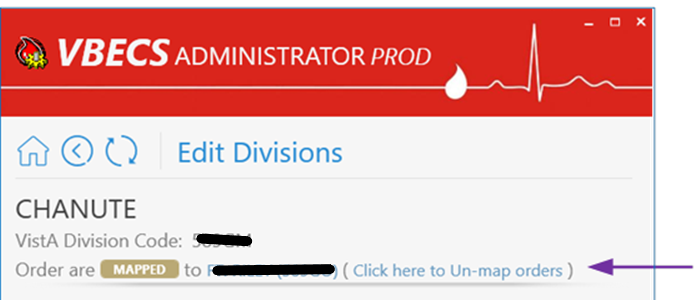 VBECS ADMINISTRATOR PROD
Edit Divisions
CHANUTE
VistA Division Code:
Order are MAPPED to ( Click here to Un-map orders )